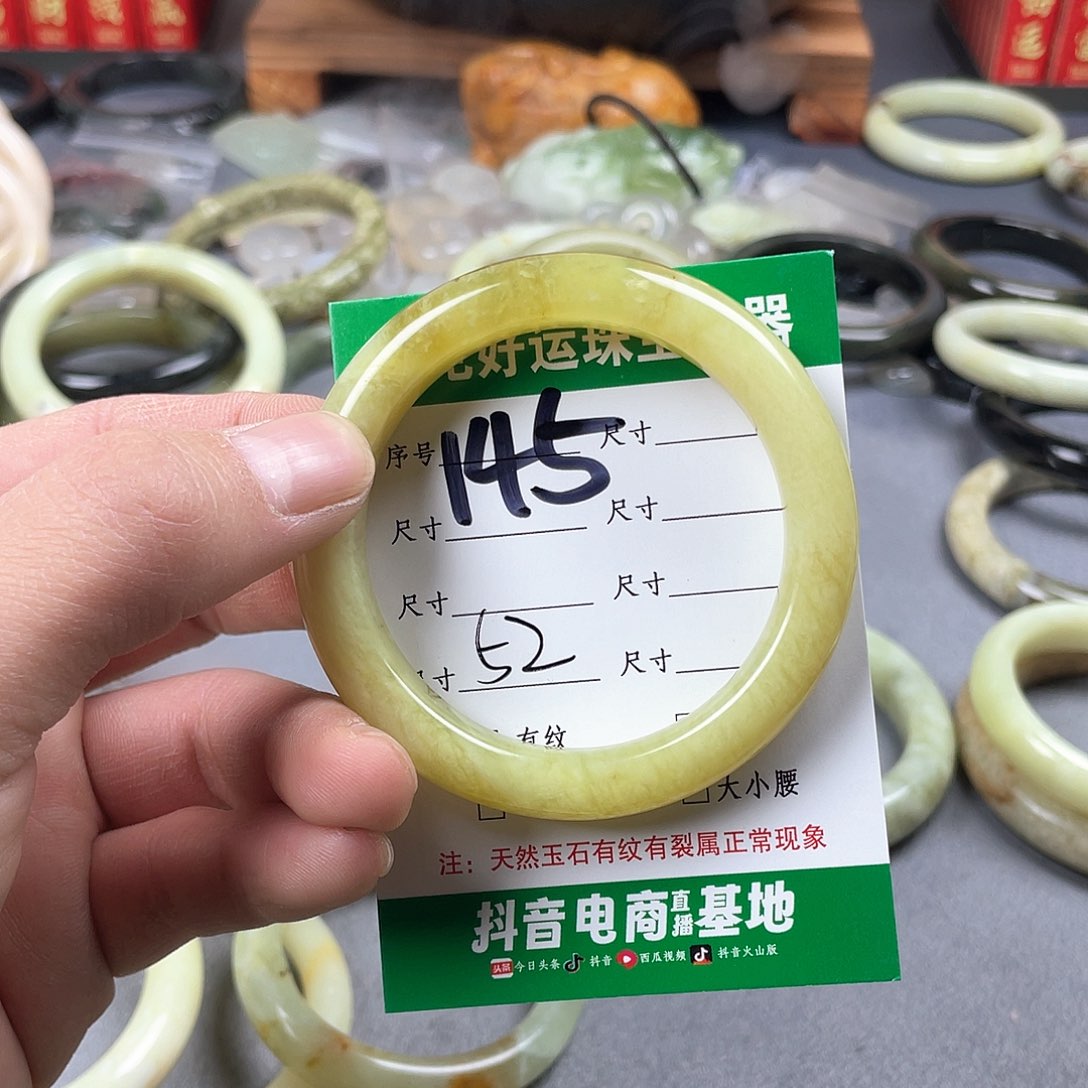 好运珠宝 器
序号 145 尺寸
尺寸 尺寸
尺寸 尺寸
寸 52 尺寸
有纹
大小腰
注：天然玉石有纹有裂属正常现象
抖音电商直播基地
头条 今日头条 抖音 西瓜视频 抖音火山版